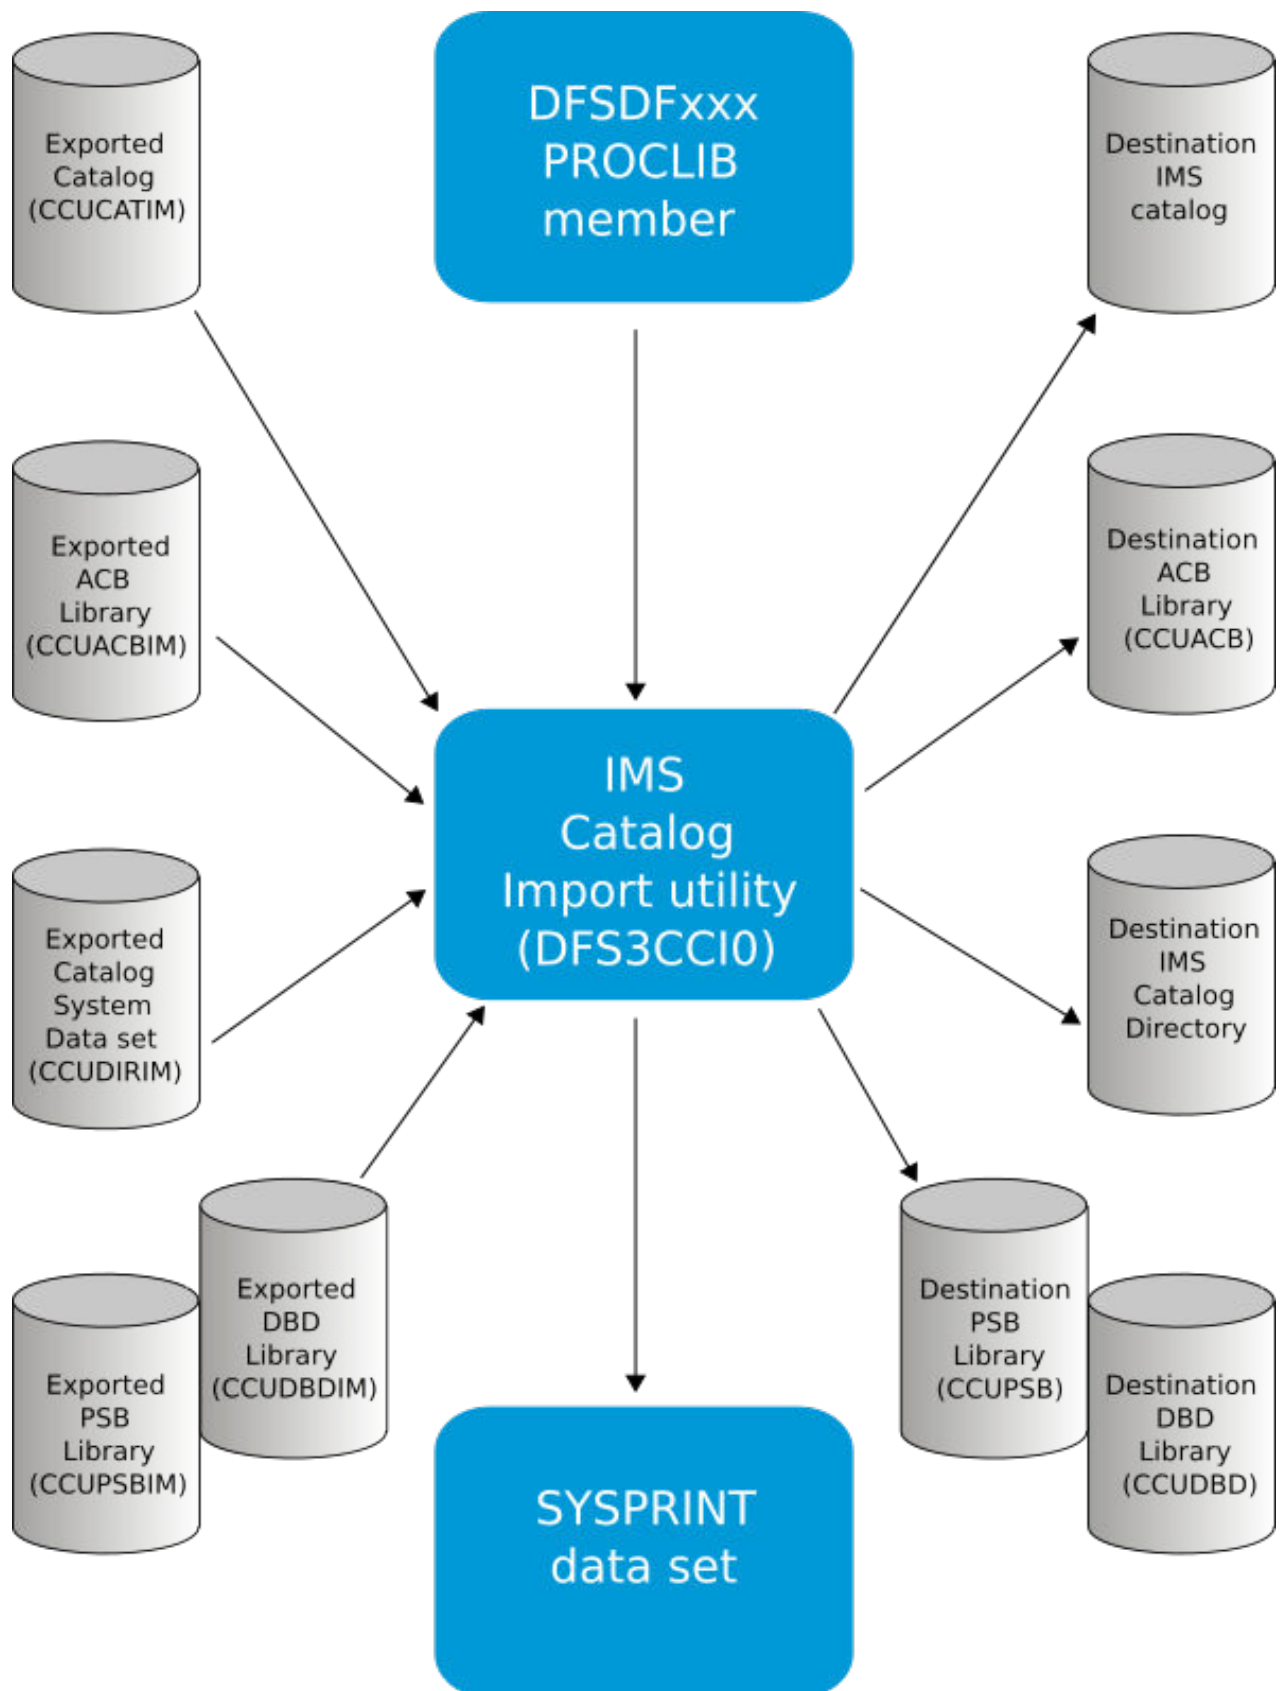 Exported
Catalog
(CCUCATIM)
DFSDFxxx
PROCLIB
member
Destination
IMS
catalog
Exported
ACB
Library
(CCUACBIM)
Destination
ACB
Library
(CCUACB)
IMS
Catalog
Import utility
(DFS3CCI0)
Exported
Catalog
System
Data set
(CCUDIRIM)
Destination
IMS
Catalog
Directory
Exported
DBD
Library
(CCUDBDIM)
Exported
PSB
Library
(CCUPSBIM)
Destination
PSB
Library
(CCUPSB)
Destination
DBD
Library
(CCUDBD)
SYSPRINT
data set